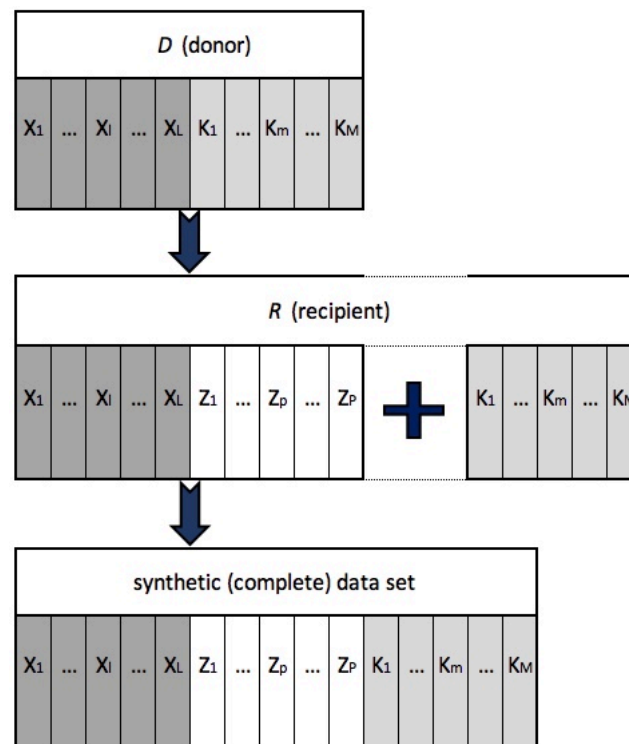 D (donor)
X1 ... Xl ... XL K1 ... Km ... KM
R (recipient)
X1 ... Xl ... XL Z1 ... Zp ... ZP K1 ... Km ... KM
synthetic (complete) data set
X1 ... Xl ... XL Z1 ... Zp ... ZP K1 ... Km ... KM